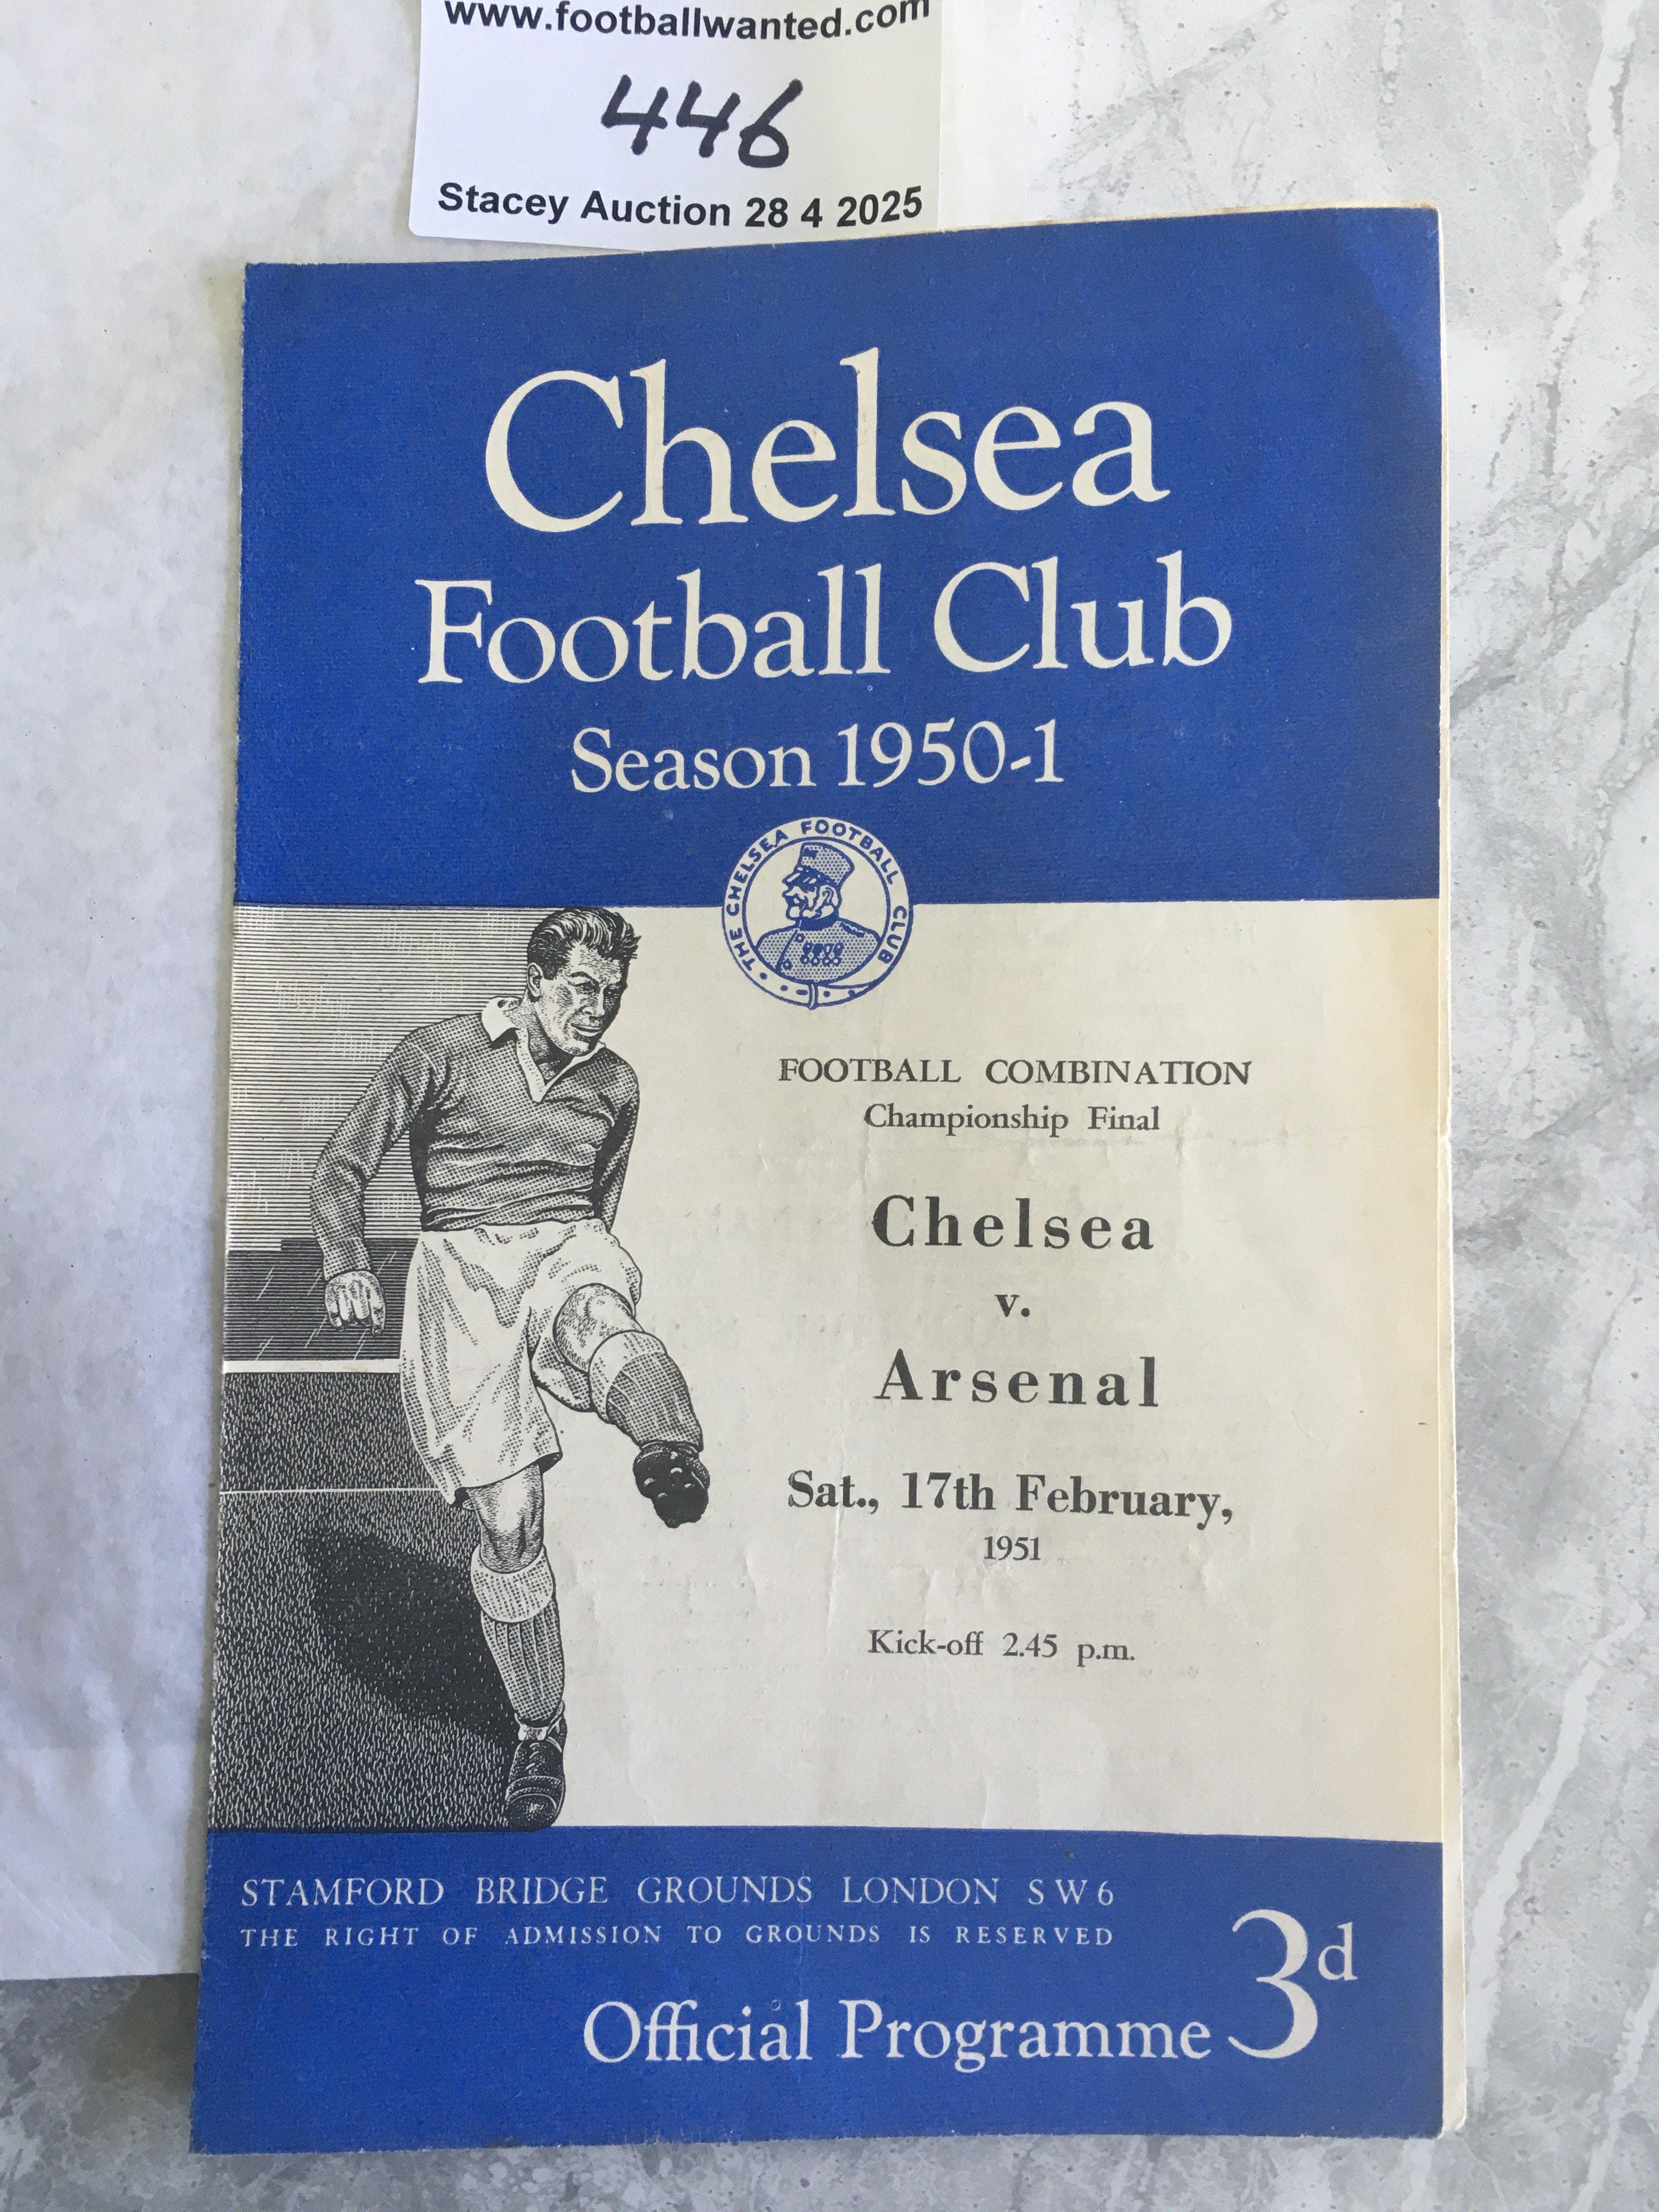 www.footballwanted.com
446
Stacey Auction 28 4 2025
Chelsea
Football Club
Season 1950-1
THE CHELSEA FOOTBALL CLUB
FOOTBALL COMBINATION
Championship Final
Chelsea
v.
Arsenal
Sat., 17th February,
1951
Kick-off 2.45 p.m.
STAMFORD BRIDGE GROUNDS LONDON SW6
THE RIGHT OF ADMISSION TO GROUNDS IS RESERVED
Official Programme 3d